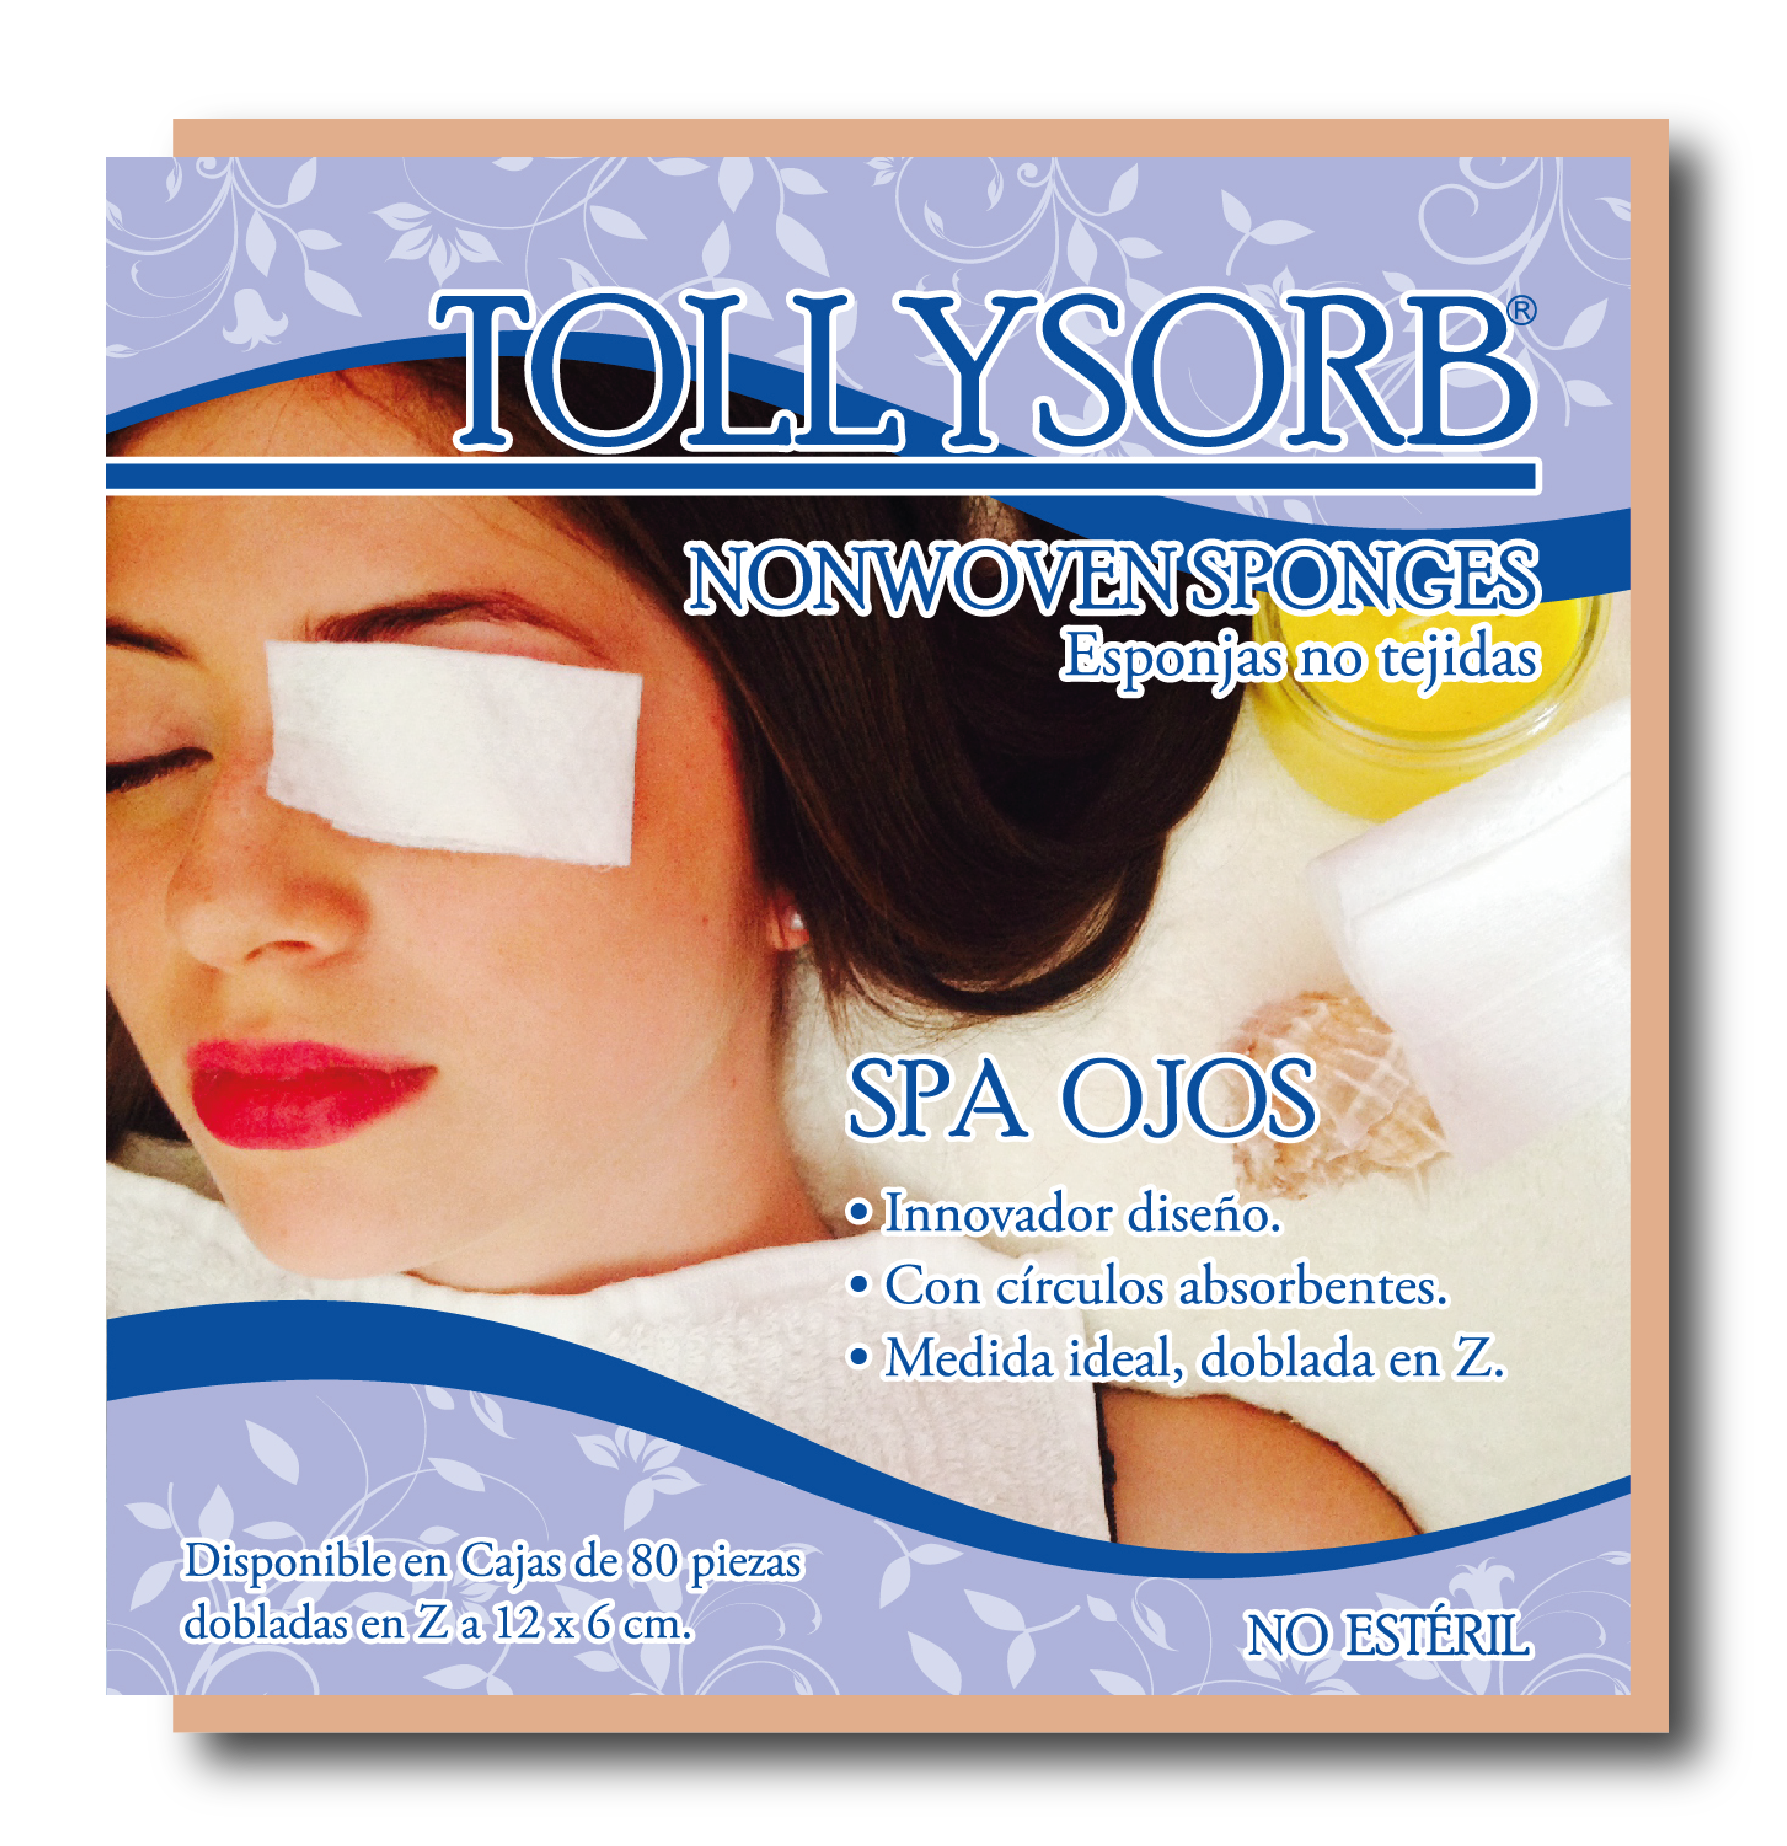 TOLLYSORB®
NONWOVEN SPONGES
Esponjas no tejidas
SPA OJOS
• Innovador diseño.
• Con círculos absorbentes.
• Medida ideal, doblada en Z.
Disponible en Cajas de 80 piezas
dobladas en Z a 12 x 6 cm.
NO ESTÉRIL